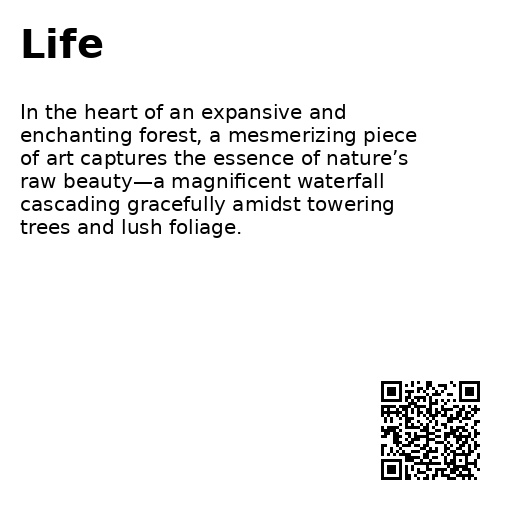 Life
In the heart of an expansive and
enchanting forest, a mesmerizing piece
of art captures the essence of nature’s
raw beauty—a magnificent waterfall
cascading gracefully amidst towering
trees and lush foliage.